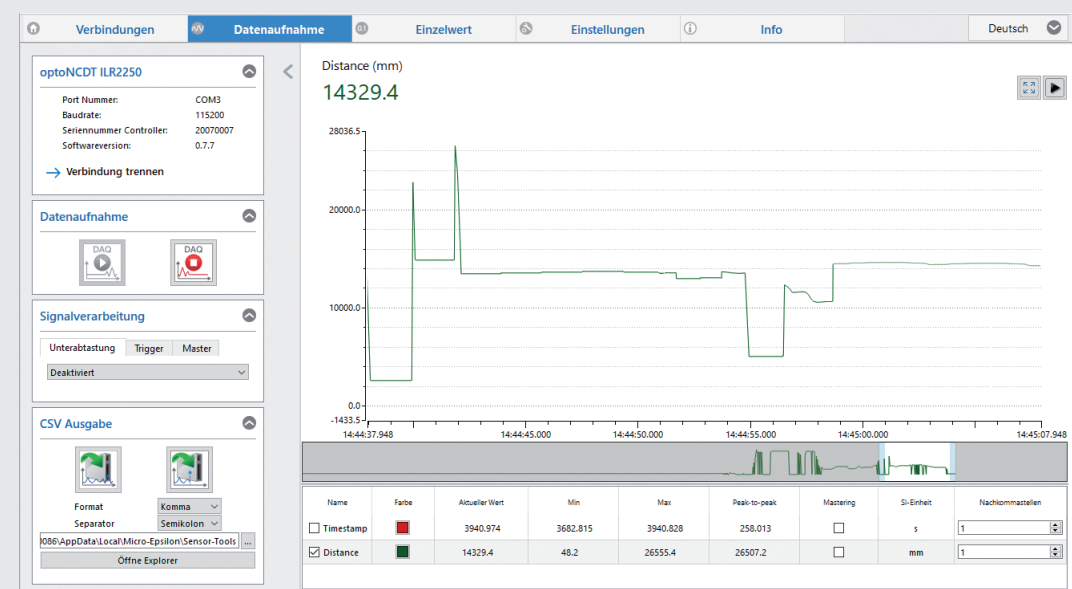 Verbindungen Datenaufnahme 0.1 Einzelwert Einstellungen Info Deutsch
optoNCDT ILR2250
Port Nummer: COM3
Baudrate: 115200
Seriennummer Controller: 20070007
Softwareversion: 0.7.7
Verbindung trennen
Datenaufnahme
DAQ DAQ
Signalverarbeitung
Unterabtastung Trigger Master
Deaktiviert
CSV Ausgabe
Format Komma
Separator Semikolon
086\AppData\Local\Micro-Epsilon\Sensor-Tools ...
Öffne Explorer
Distance (mm)
14329.4
28036.5
20000.0
10000.0
0.0
-1433.5
14:44:37.948 14:44:45.000 14:44:50.000 14:44:55.000 14:45:00.000 14:45:07.948
Name Farbe Aktueller Wert Min Max Peak-to-peak Mastering SI-Einheit Nachkommastellen
Timestamp 3940.974 3682.815 3940.828 258.013 s 1
Distance 14329.4 48.2 26555.4 26507.2 mm 1